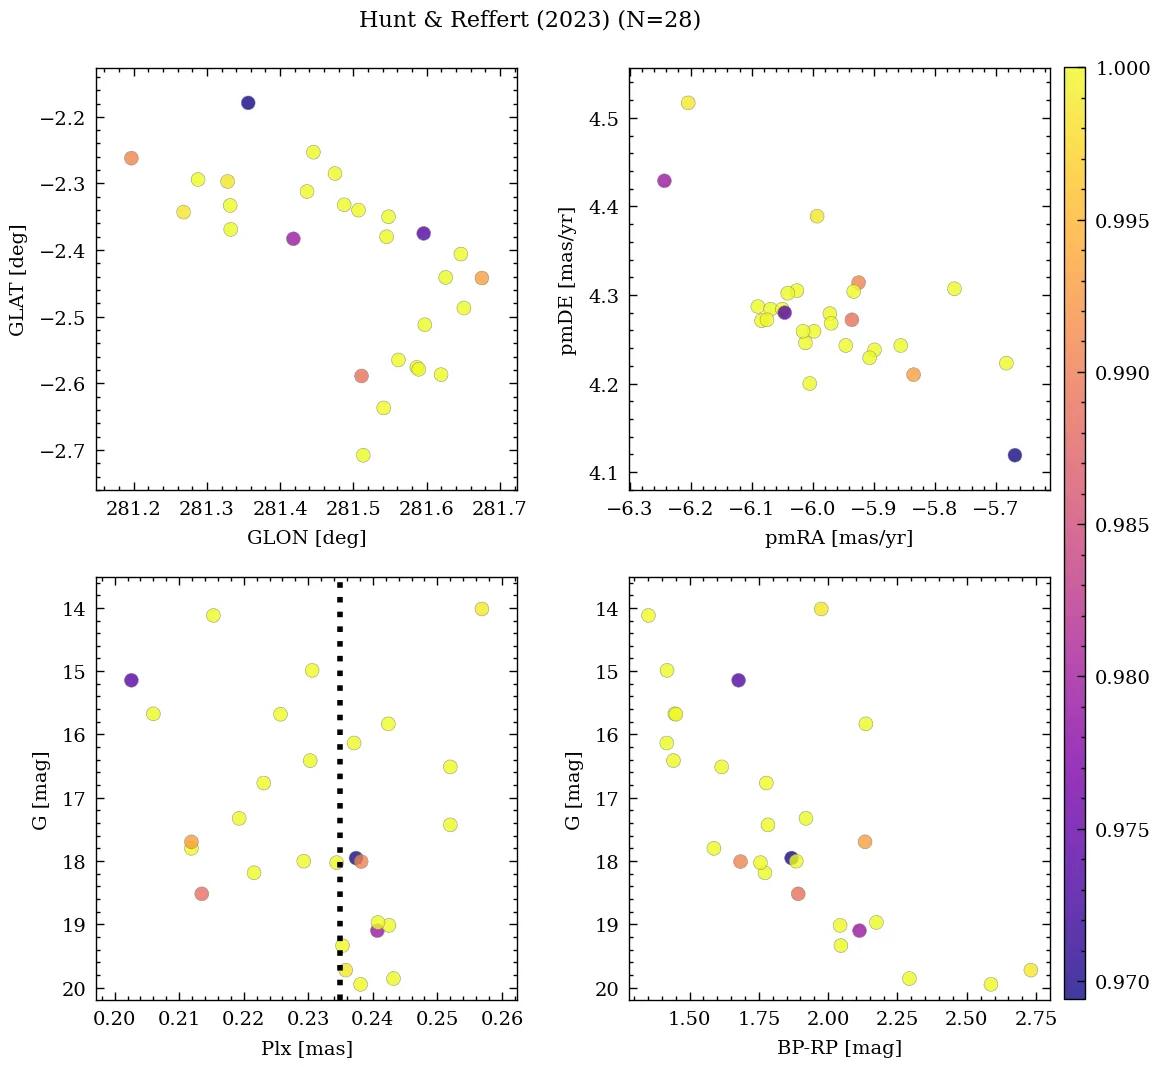 Hunt & Reffert (2023) (N=28)
−2.2
−2.3
−2.4
−2.5
−2.6
−2.7
GLAT [deg]
281.2 281.3 281.4 281.5 281.6 281.7
GLON [deg]
4.5
4.4
4.3
4.2
4.1
pmDE [mas/yr]
−6.3 −6.2 −6.1 −6.0 −5.9 −5.8 −5.7
pmRA [mas/yr]
14
15
16
17
18
19
20
G [mag]
0.20 0.21 0.22 0.23 0.24 0.25 0.26
Plx [mas]
14
15
16
17
18
19
20
G [mag]
1.50 1.75 2.00 2.25 2.50 2.75
BP-RP [mag]
1.000
0.995
0.990
0.985
0.980
0.975
0.970